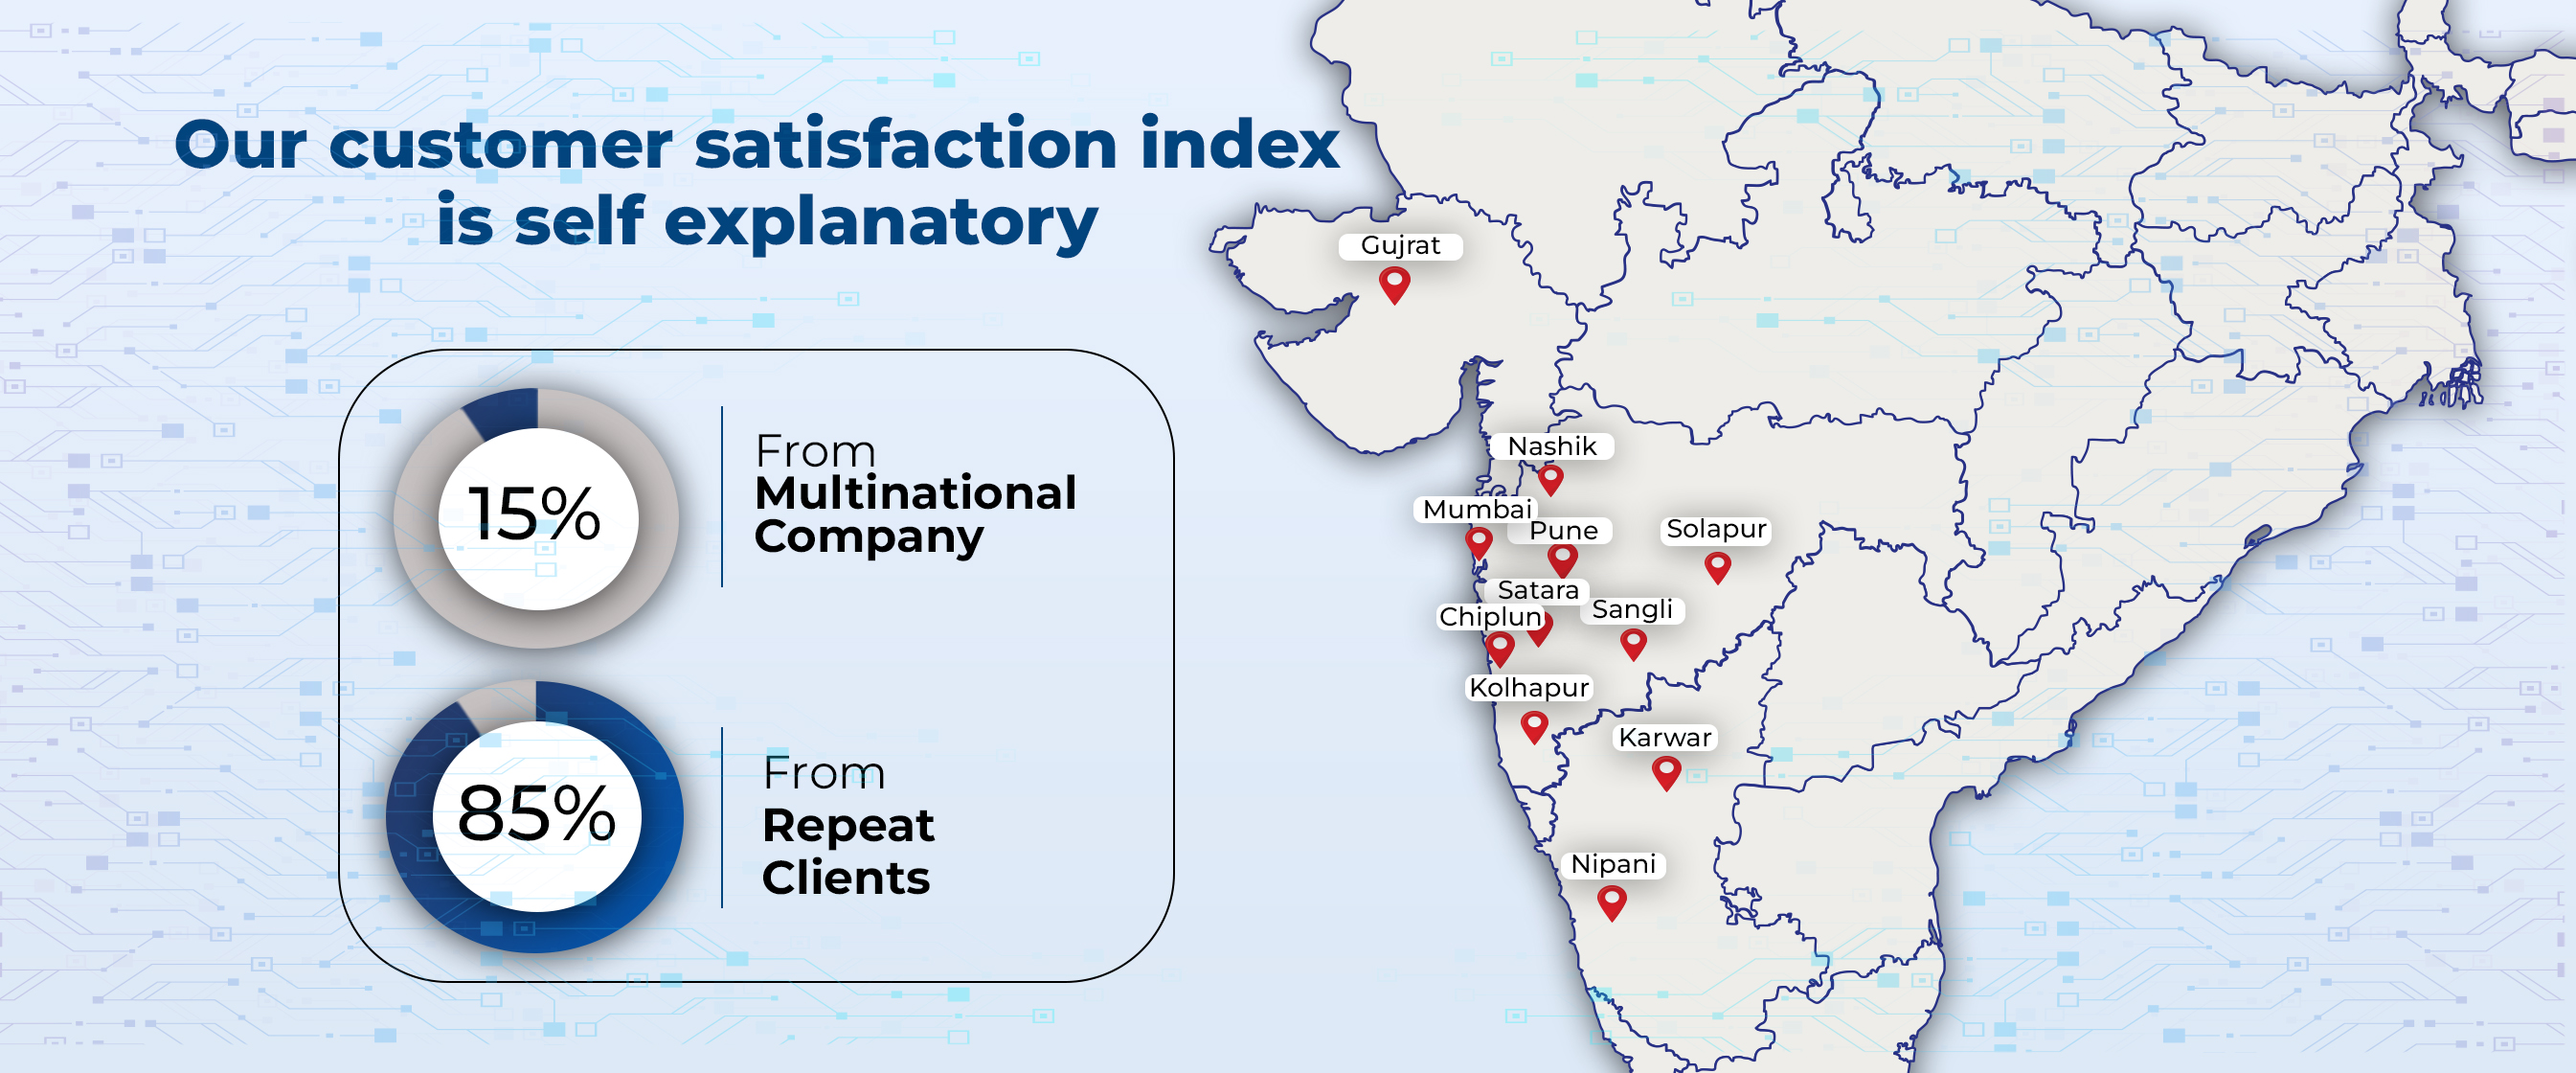 Our customer satisfaction index
is self explanatory
15%
From
Multinational
Company
85%
From
Repeat
Clients
Gujrat
Nashik
Mumbai
Pune
Solapur
Satara
Sangli
Chiplun
Kolhapur
Karwar
Nipani